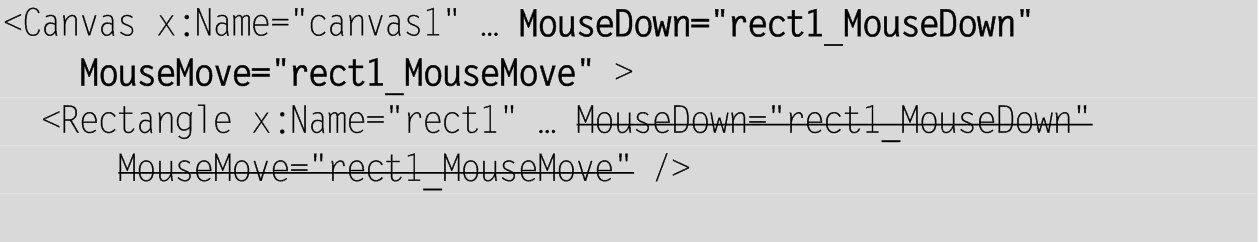 <Canvas x:Name="canvas1" … MouseDown="rect1_MouseDown"
MouseMove="rect1_MouseMove" >
<Rectangle x:Name="rect1" … MouseDown="rect1_MouseDown"
MouseMove="rect1_MouseMove" />